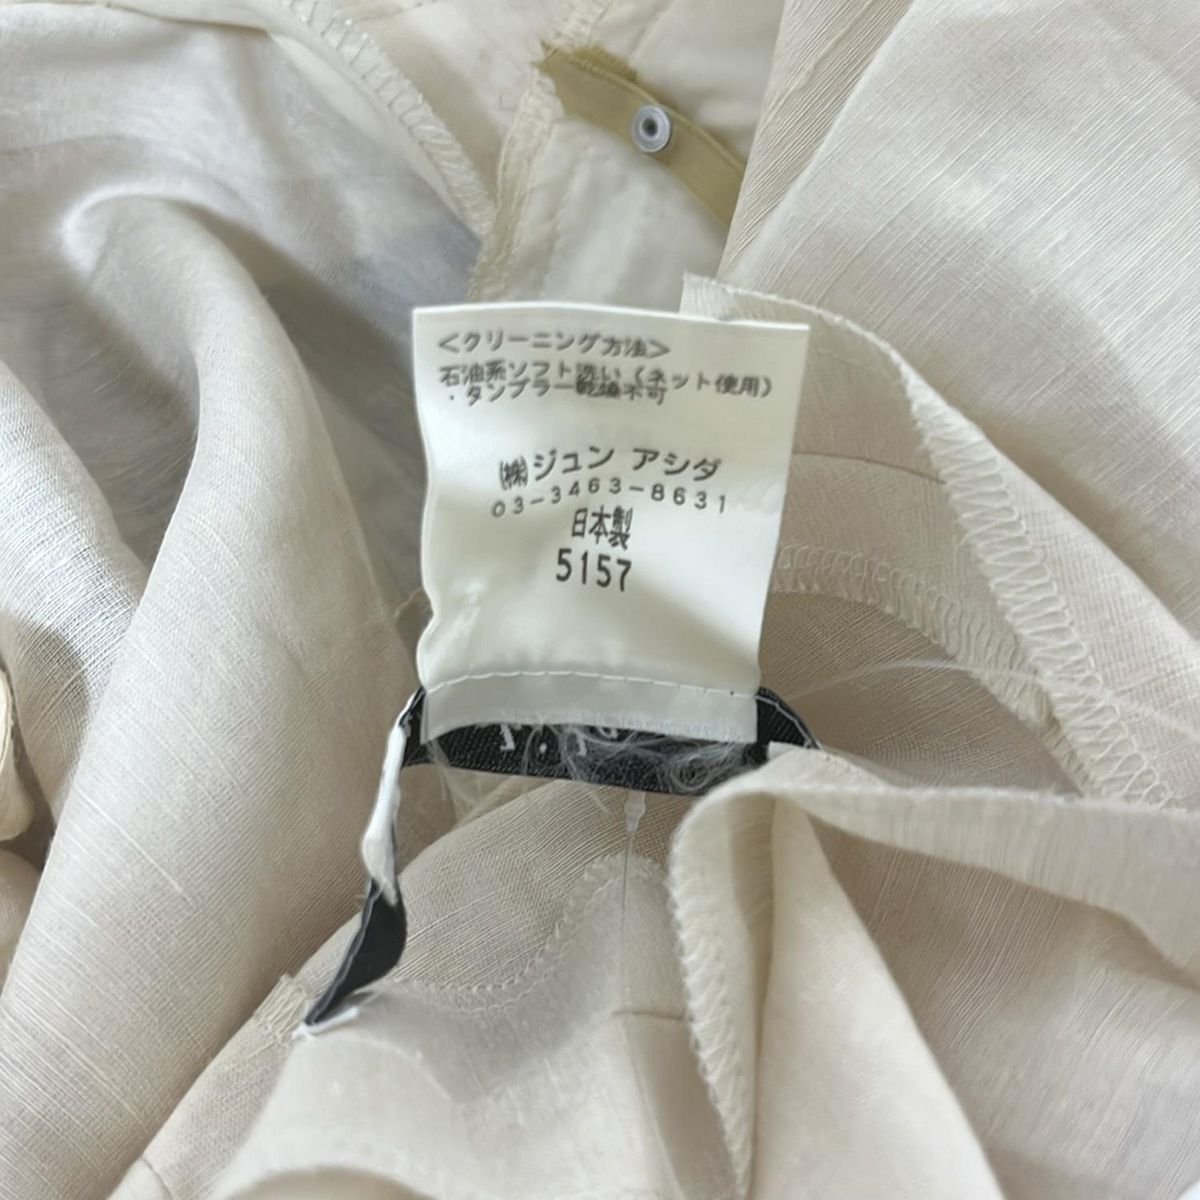 <クリーニング方法>
石油系ソフト洗い(ネット使用)
・タンブラー乾燥不可
㈱ジュン アシダ
03-3463-8631
日本製
5157